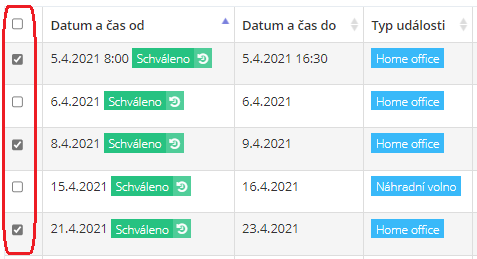 Datum a čas od Datum a čas do Typ události
5.4.2021 8:00 Schváleno 5.4.2021 16:30 Home office
6.4.2021 Schváleno 6.4.2021 Home office
8.4.2021 Schváleno 9.4.2021 Home office
15.4.2021 Schváleno 16.4.2021 Náhradní volno
21.4.2021 Schváleno 23.4.2021 Home office